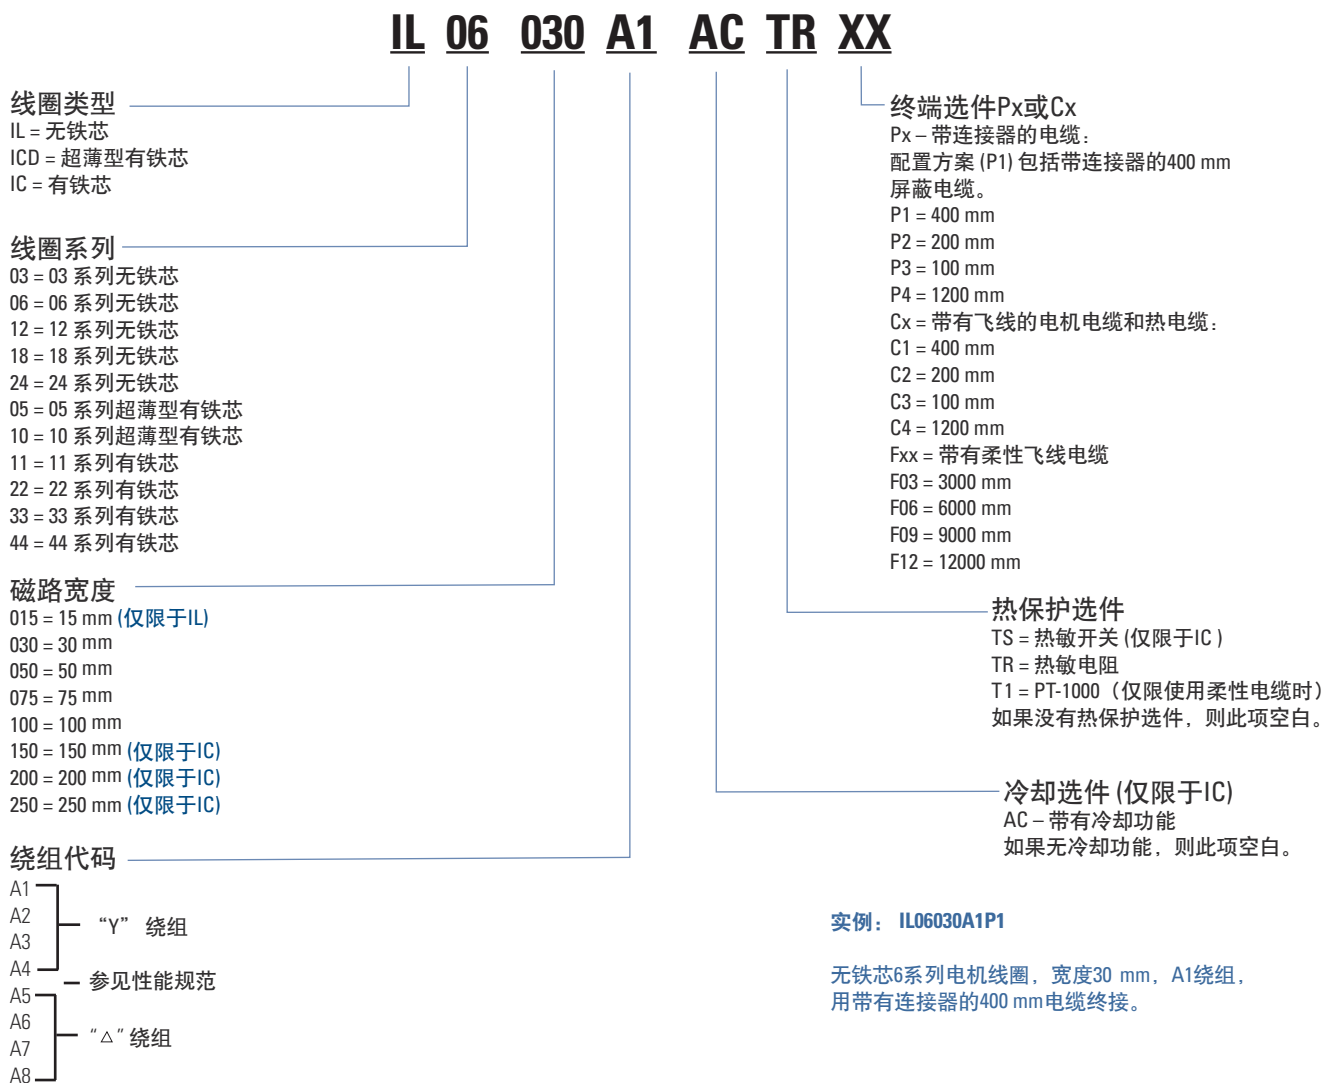 IL 06 030 A1 AC TR XX
线圈类型
IL = 无铁芯
ICD = 超薄型有铁芯
IC = 有铁芯
线圈系列
03 = 03 系列无铁芯
06 = 06 系列无铁芯
12 = 12 系列无铁芯
18 = 18 系列无铁芯
24 = 24 系列无铁芯
05 = 05 系列超薄型有铁芯
10 = 10 系列超薄型有铁芯
11 = 11 系列有铁芯
22 = 22 系列有铁芯
33 = 33 系列有铁芯
44 = 44 系列有铁芯
磁路宽度
015 = 15 mm (仅限于IL)
030 = 30 mm
050 = 50 mm
075 = 75 mm
100 = 100 mm
150 = 150 mm (仅限于IC)
200 = 200 mm (仅限于IC)
250 = 250 mm (仅限于IC)
绕组代码
A1
A2
A3
A4
“Y” 绕组
参见性能规范
A5
A6
A7
A8
“△” 绕组
终端选件Px或Cx
Px – 带连接器的电缆：
配置方案 (P1) 包括带连接器的400 mm
屏蔽电缆。
P1 = 400 mm
P2 = 200 mm
P3 = 100 mm
P4 = 1200 mm
Cx = 带有飞线的电机电缆和热电缆：
C1 = 400 mm
C2 = 200 mm
C3 = 100 mm
C4 = 1200 mm
Fxx = 带有柔性飞线电缆
F03 = 3000 mm
F06 = 6000 mm
F09 = 9000 mm
F12 = 12000 mm
热保护选件
TS = 热敏开关 (仅限于IC )
TR = 热敏电阻
T1 = PT-1000（仅限使用柔性电缆时）
如果没有热保护选件，则此项空白。
冷却选件 (仅限于IC)
AC – 带有冷却功能
如果无冷却功能，则此项空白。
实例： IL06030A1P1
无铁芯6系列电机线圈，宽度30 mm，A1绕组，
用带有连接器的400 mm电缆终接。